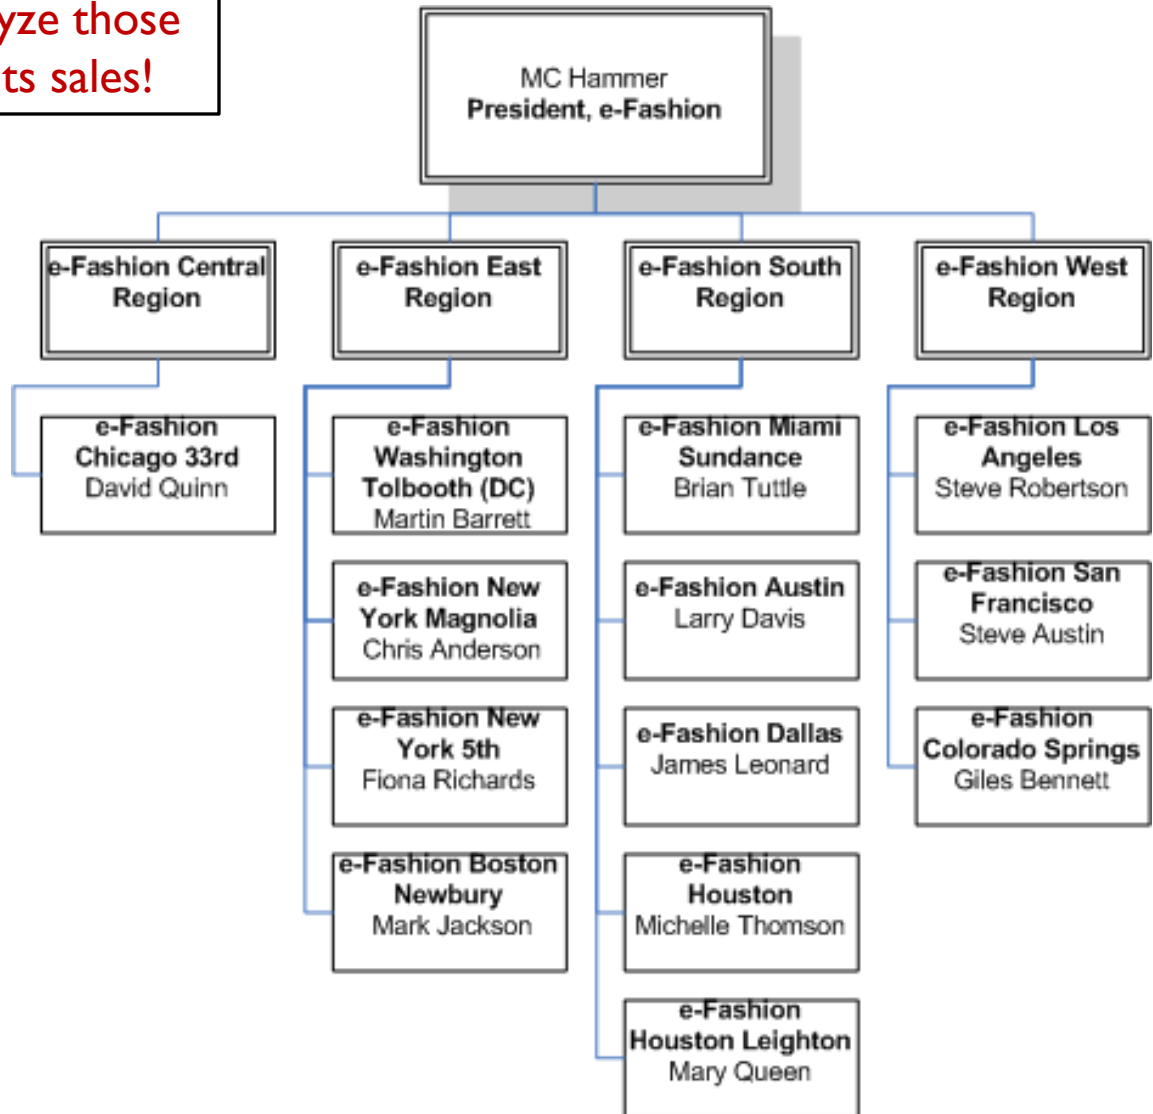 yze those
ts sales!
MC Hammer
President, e-Fashion
e-Fashion Central
Region
e-Fashion East
Region
e-Fashion South
Region
e-Fashion West
Region
e-Fashion
Chicago 33rd
David Quinn
e-Fashion
Washington
Tolbooth (DC)
Martin Barrett
e-Fashion New
York Magnolia
Chris Anderson
e-Fashion New
York 5th
Fiona Richards
e-Fashion Boston
Newbury
Mark Jackson
e-Fashion Miami
Sundance
Brian Tuttle
e-Fashion Austin
Larry Davis
e-Fashion Dallas
James Leonard
e-Fashion
Houston
Michelle Thomson
e-Fashion
Houston Leighton
Mary Queen
e-Fashion Los
Angeles
Steve Robertson
e-Fashion San
Francisco
Steve Austin
e-Fashion
Colorado Springs
Giles Bennett